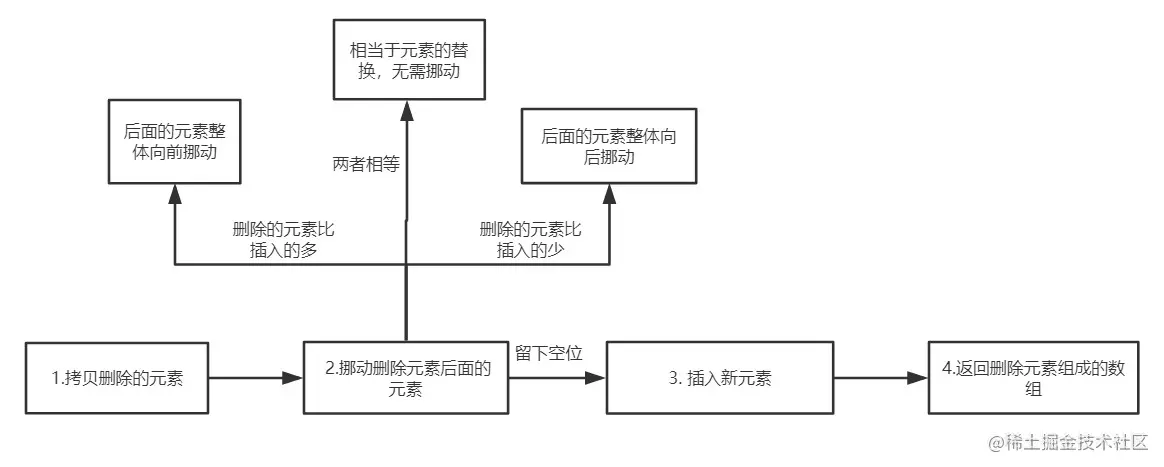 相当于元素的替
换，无需挪动
后面的元素整
体向前挪动
后面的元素整体向
后挪动
两者相等
删除的元素比
插入的多
删除的元素比
插入的少
1.拷贝删除的元素
2.挪动删除元素后面的
元素
留下空位
3. 插入新元素
4.返回删除元素组成的数
组
@稀土掘金技术社区